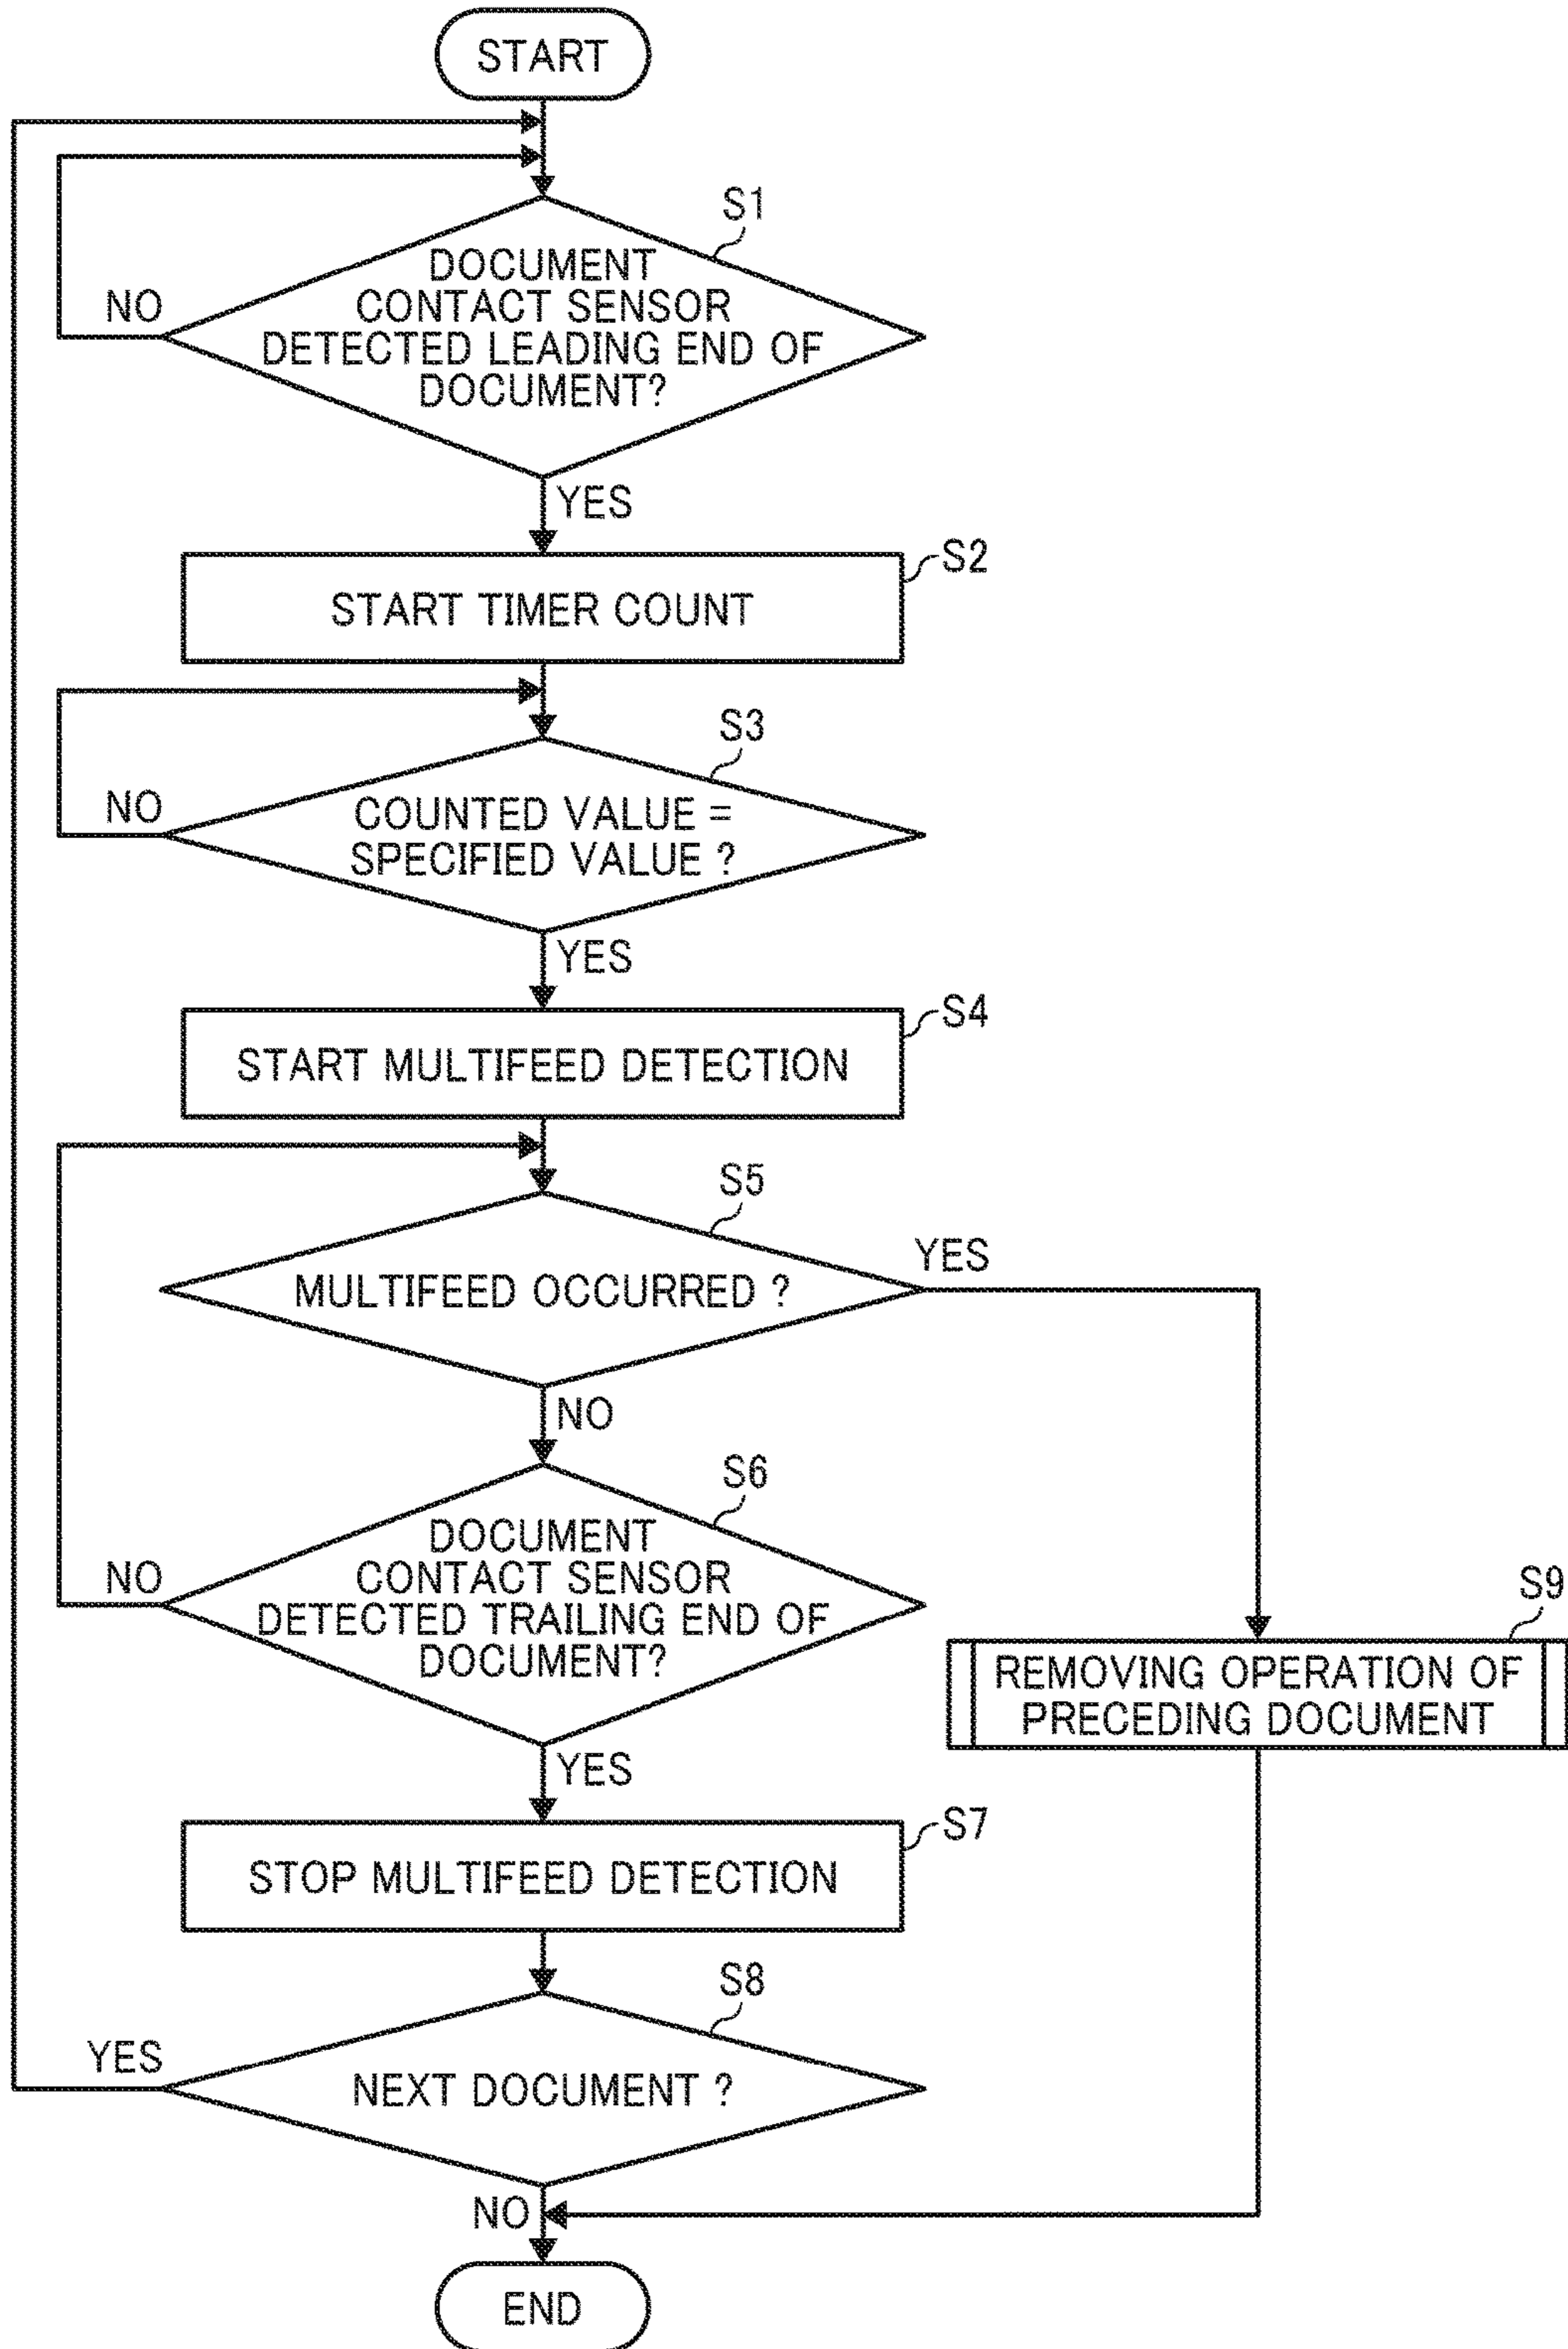 START
S1
DOCUMENT
CONTACT SENSOR
DETECTED LEADING END OF
DOCUMENT?
NO
YES
S2
START TIMER COUNT
S3
COUNTED VALUE =
SPECIFIED VALUE ?
NO
YES
S4
START MULTIFEED DETECTION
S5
MULTIFEED OCCURRED ?
YES
NO
S6
DOCUMENT
CONTACT SENSOR
DETECTED TRAILING END OF
DOCUMENT?
NO
YES
S9
REMOVING OPERATION OF
PRECEDING DOCUMENT
S7
STOP MULTIFEED DETECTION
S8
NEXT DOCUMENT ?
YES
NO
END